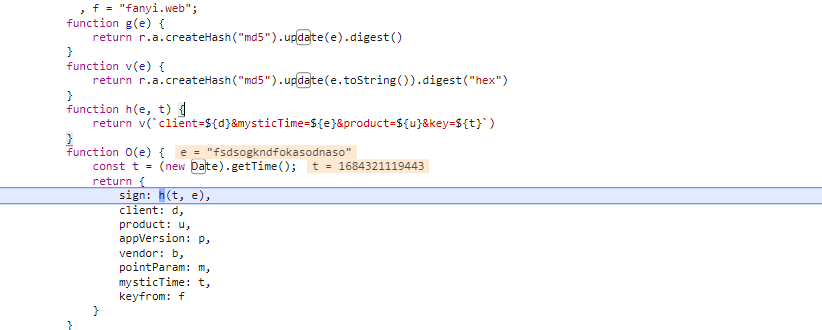 , f = "fanyi.web";
function g(e) {
return r.a.createHash("md5").update(e).digest()
}
function v(e) {
return r.a.createHash("md5").update(e.toString()).digest("hex")
}
function h(e, t) {
return v(`client=${d}&mysticTime=${e}&product=${u}&key=${t}`)
}
function O(e) { e = "fsdsogkndfokasodnaso"
const t = (new Date).getTime(); t = 1684321119443
return {
sign: h(t, e),
client: d,
product: u,
appVersion: p,
vendor: b,
pointParam: m,
mysticTime: t,
keyfrom: f
}
}